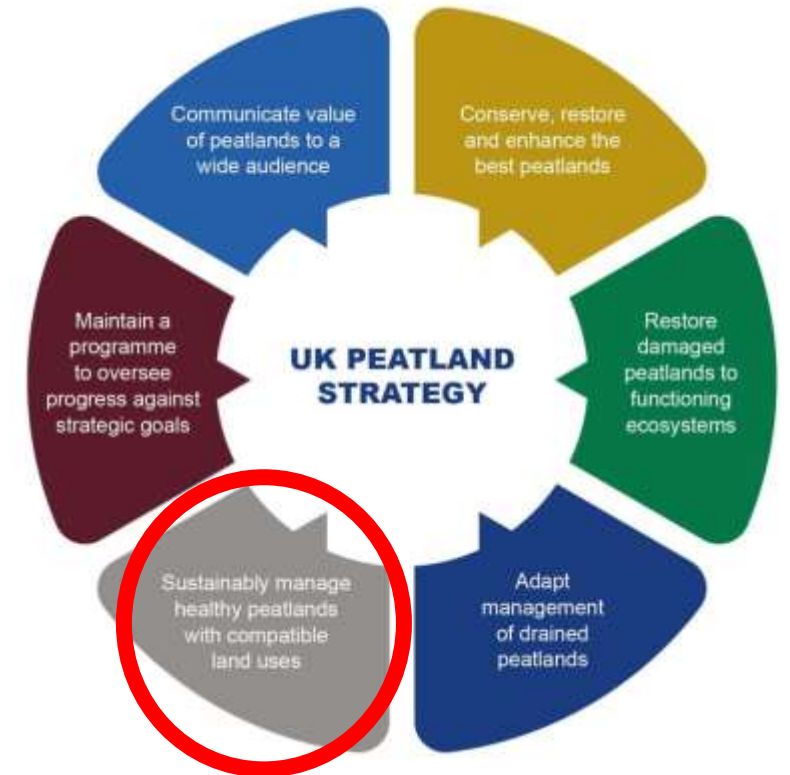 Communicate value
of peatlands to a
wide audience
Conserve, restore
and enhance the
best peatlands
Maintain a
programme
to oversee
progress against
strategic goals
UK PEATLAND
STRATEGY
Restore
damaged
peatlands to
functioning
ecosystems
Sustainably manage
healthy peatlands
with compatible
land uses
Adapt
management
of drained
peatlands